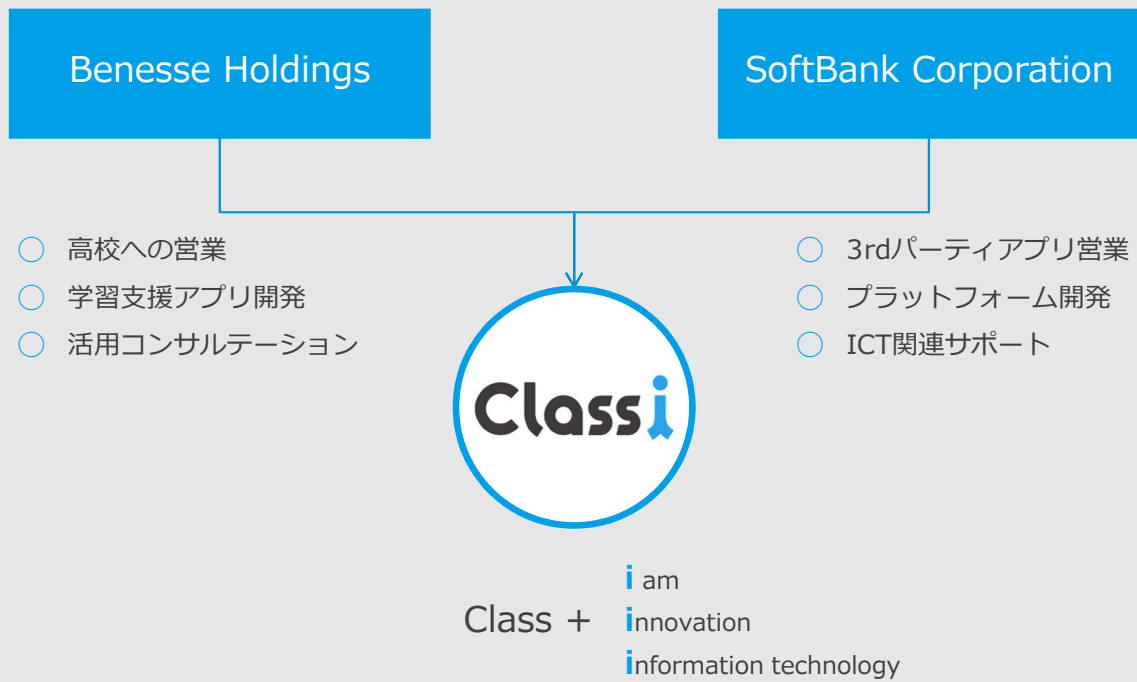 Benesse Holdings
SoftBank Corporation
○ 高校への営業
○ 学習支援アプリ開発
○ 活用コンサルテーション
○ 3rdパーティアプリ営業
○ プラットフォーム開発
○ ICT関連サポート
Classi
Class +
i am
innovation
information technology